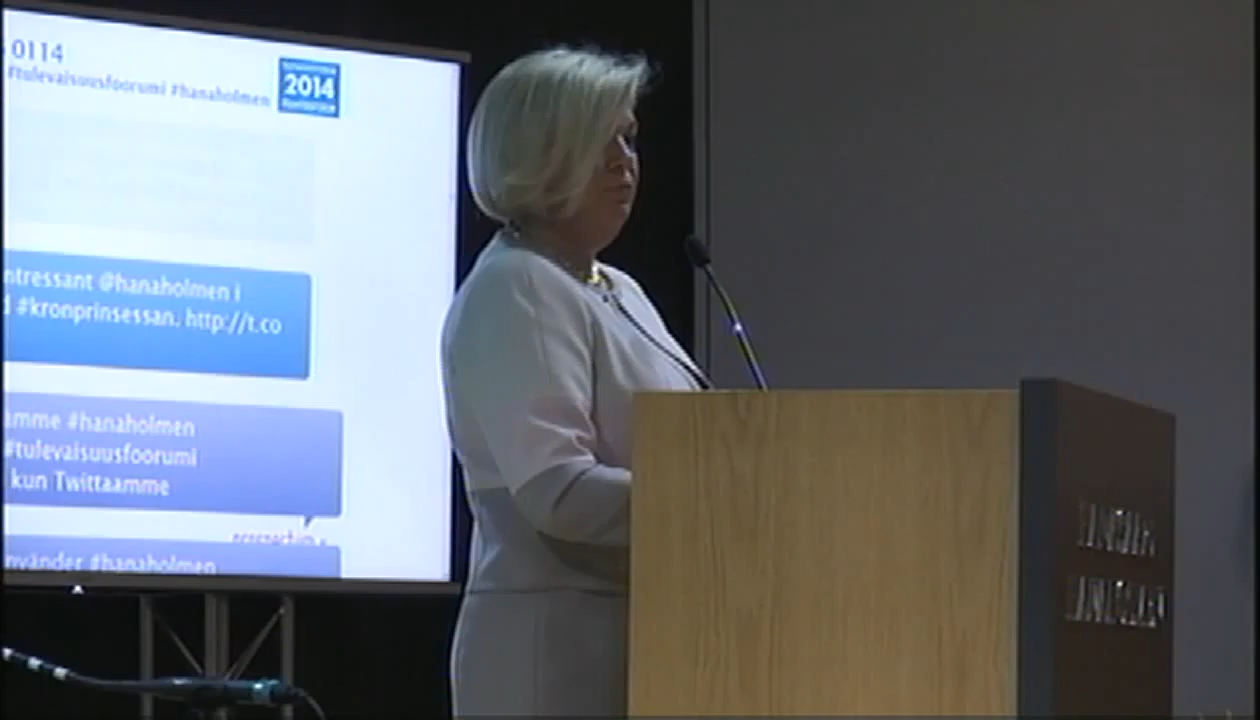 0114
#tulevaisuusfoorumi #hanaholmen
2014
ntressant @hanaholmen i
d #kronprinsessan. http://t.co
amme #hanaholmen
#tulevaisuusfoorumi
kun Twittaamme
nvänder #hanaholmen